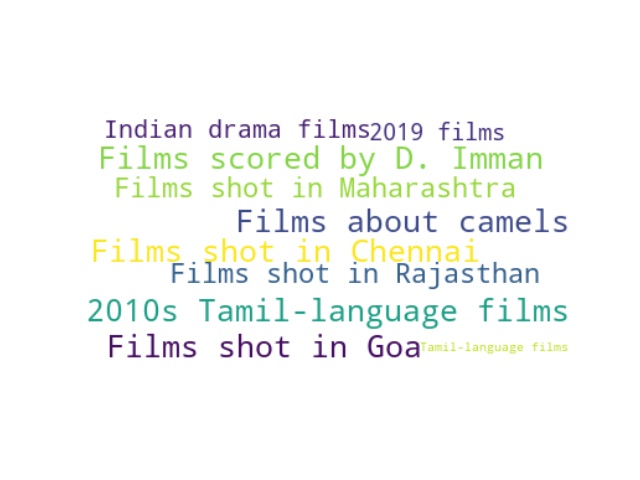 Indian drama films 2019 films
Films scored by D. Imman
Films shot in Maharashtra
Films about camels
Films shot in Chennai
Films shot in Rajasthan
2010s Tamil-language films
Films shot in Goa Tamil-language films